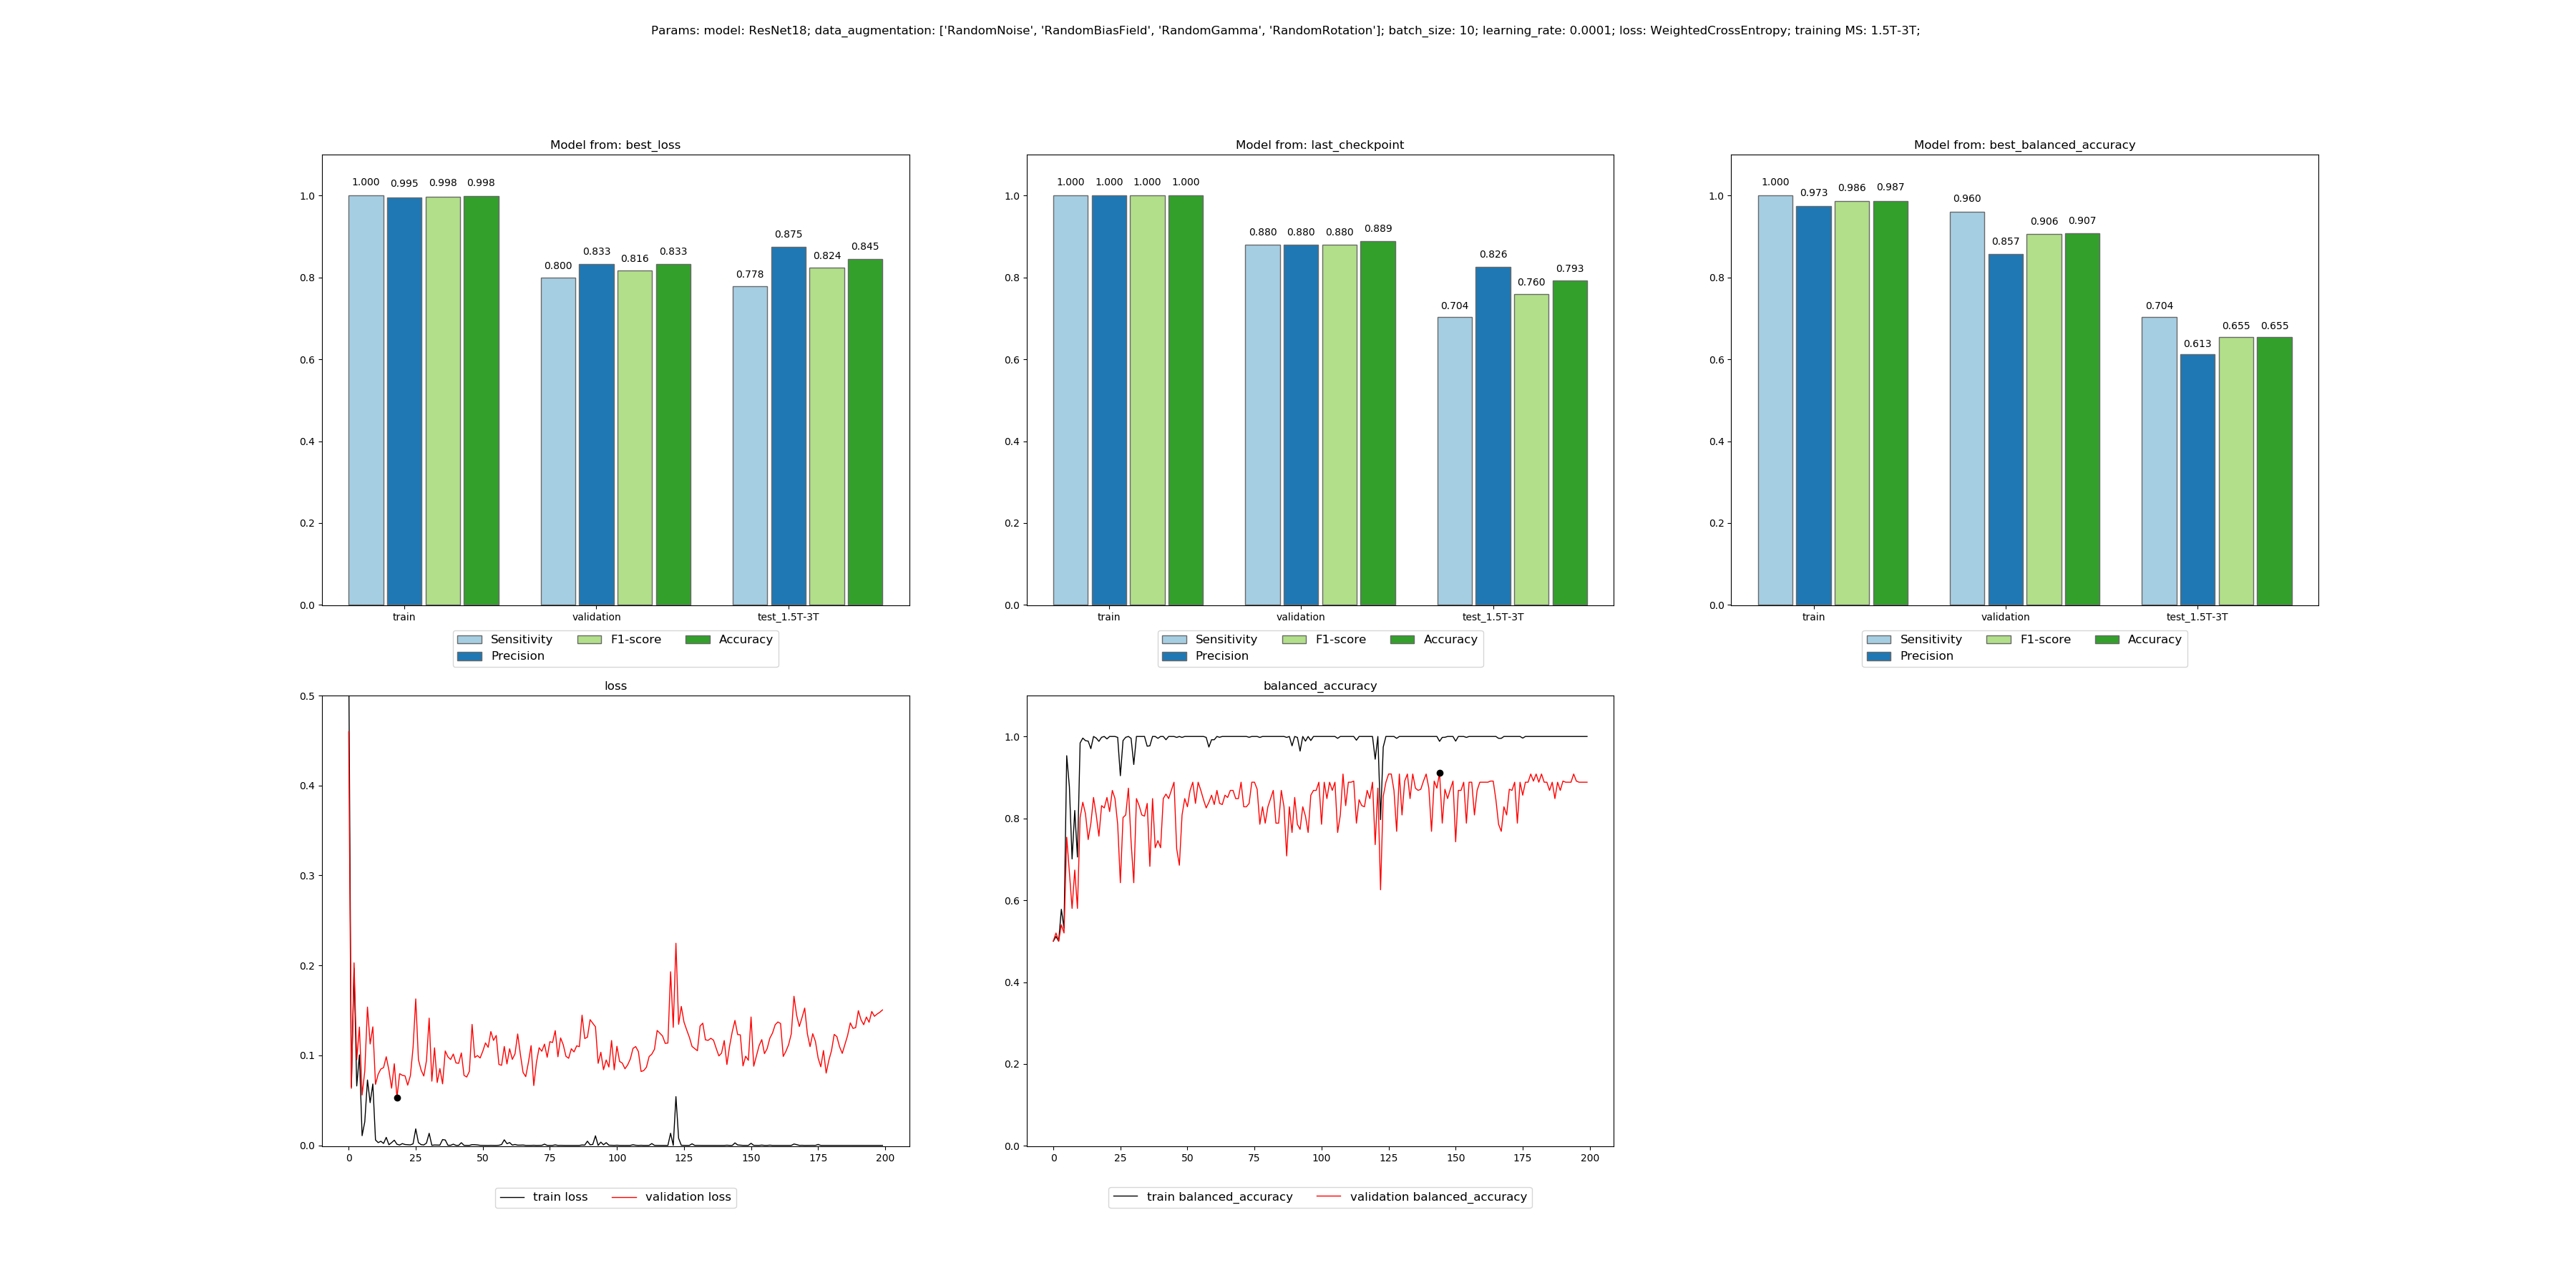 Params: model: ResNet18; data_augmentation: ['RandomNoise', 'RandomBiasField', 'RandomGamma', 'RandomRotation']; batch_size: 10; learning_rate: 0.0001; loss: WeightedCrossEntropy; training MS: 1.5T-3T;
Model from: best_loss
1.000 0.995 0.998 0.998
0.800 0.833 0.816 0.833
0.778 0.875 0.824 0.845
1.0
0.8
0.6
0.4
0.2
0.0
train validation test_1.5T-3T
Sensitivity F1-score Accuracy
Precision
Model from: last_checkpoint
1.000 1.000 1.000 1.000
0.880 0.880 0.880 0.889
0.704 0.826 0.760 0.793
1.0
0.8
0.6
0.4
0.2
0.0
train validation test_1.5T-3T
Sensitivity F1-score Accuracy
Precision
Model from: best_balanced_accuracy
1.000 0.973 0.986 0.987
0.960 0.857 0.906 0.907
0.704 0.613 0.655 0.655
1.0
0.8
0.6
0.4
0.2
0.0
train validation test_1.5T-3T
Sensitivity F1-score Accuracy
Precision
loss
0.5
0.4
0.3
0.2
0.1
0.0
0 25 50 75 100 125 150 175 200
train loss validation loss
balanced_accuracy
1.0
0.8
0.6
0.4
0.2
0.0
0 25 50 75 100 125 150 175 200
train balanced_accuracy validation balanced_accuracy